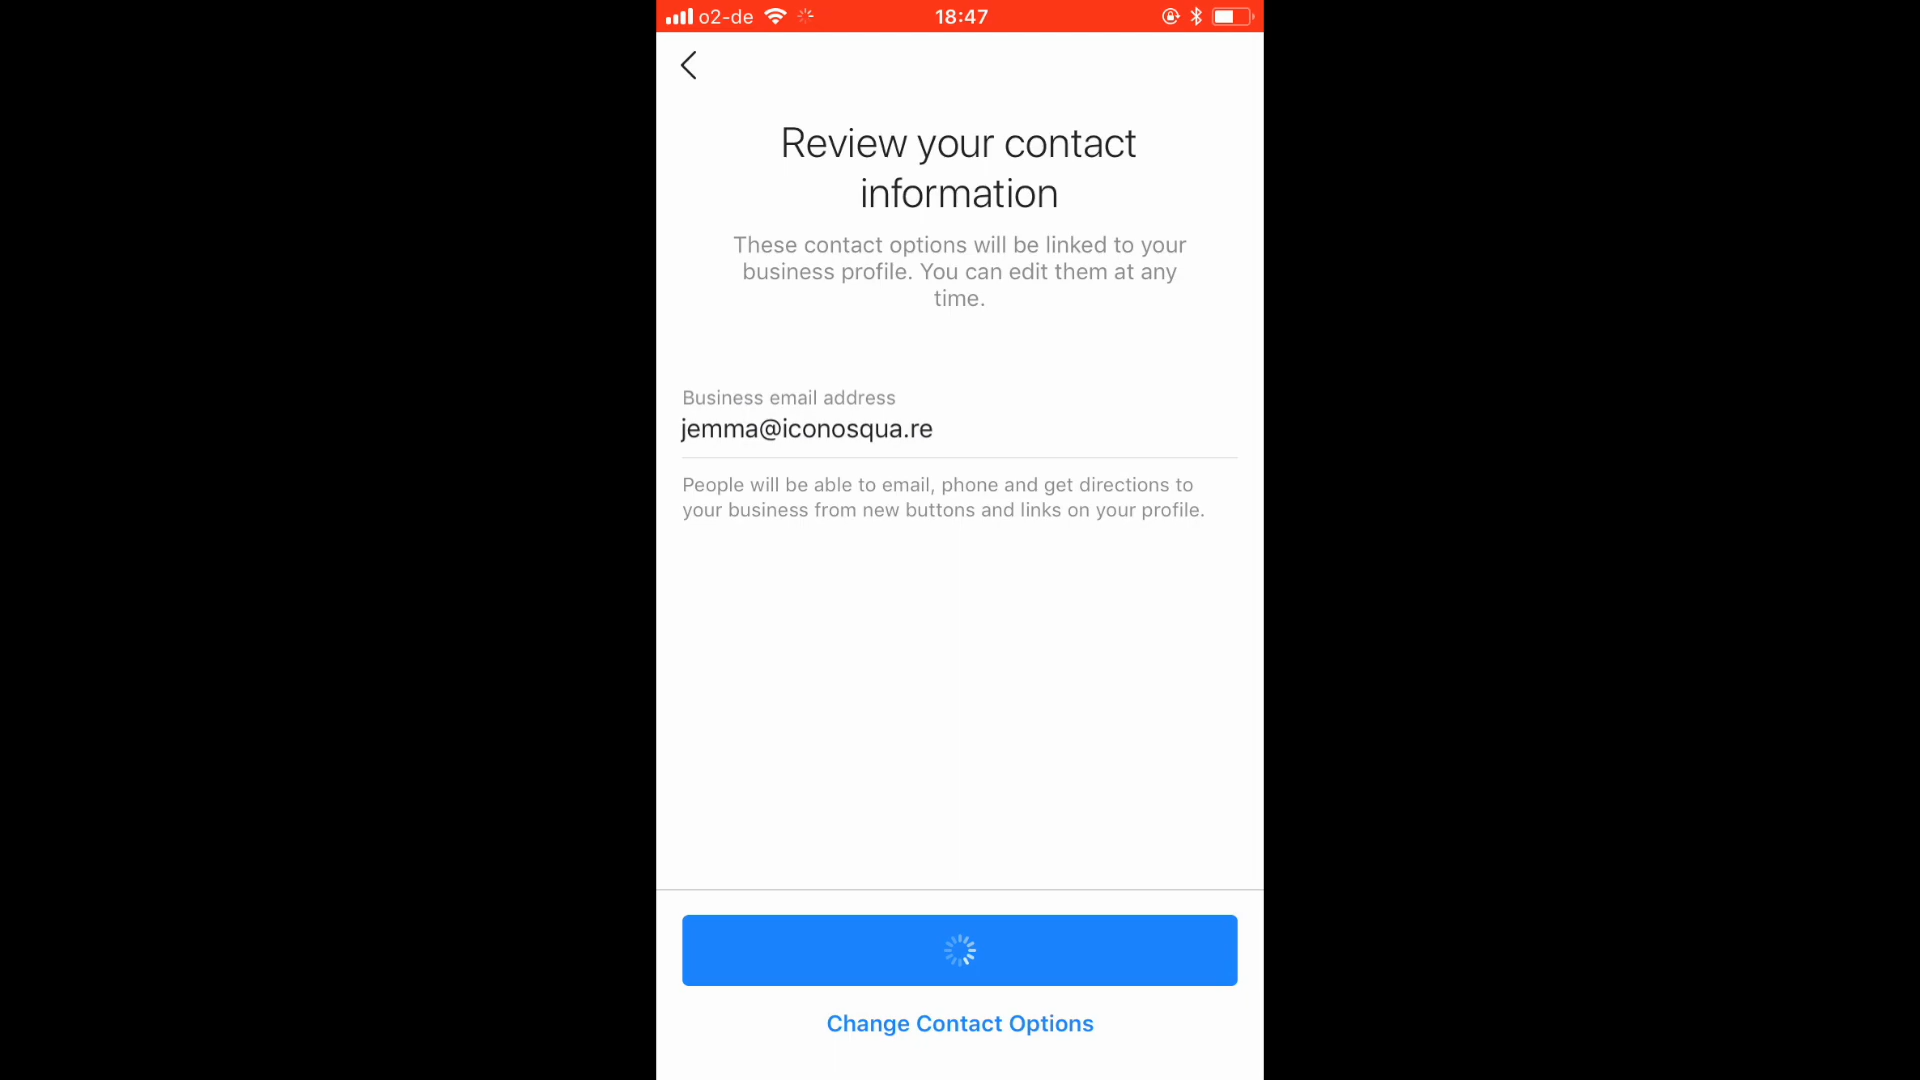 o2-de 18:47
Review your contact
information
These contact options will be linked to your
business profile. You can edit them at any
time.
Business email address
jemma@iconosqua.re
People will be able to email, phone and get directions to
your business from new buttons and links on your profile.
Change Contact Options